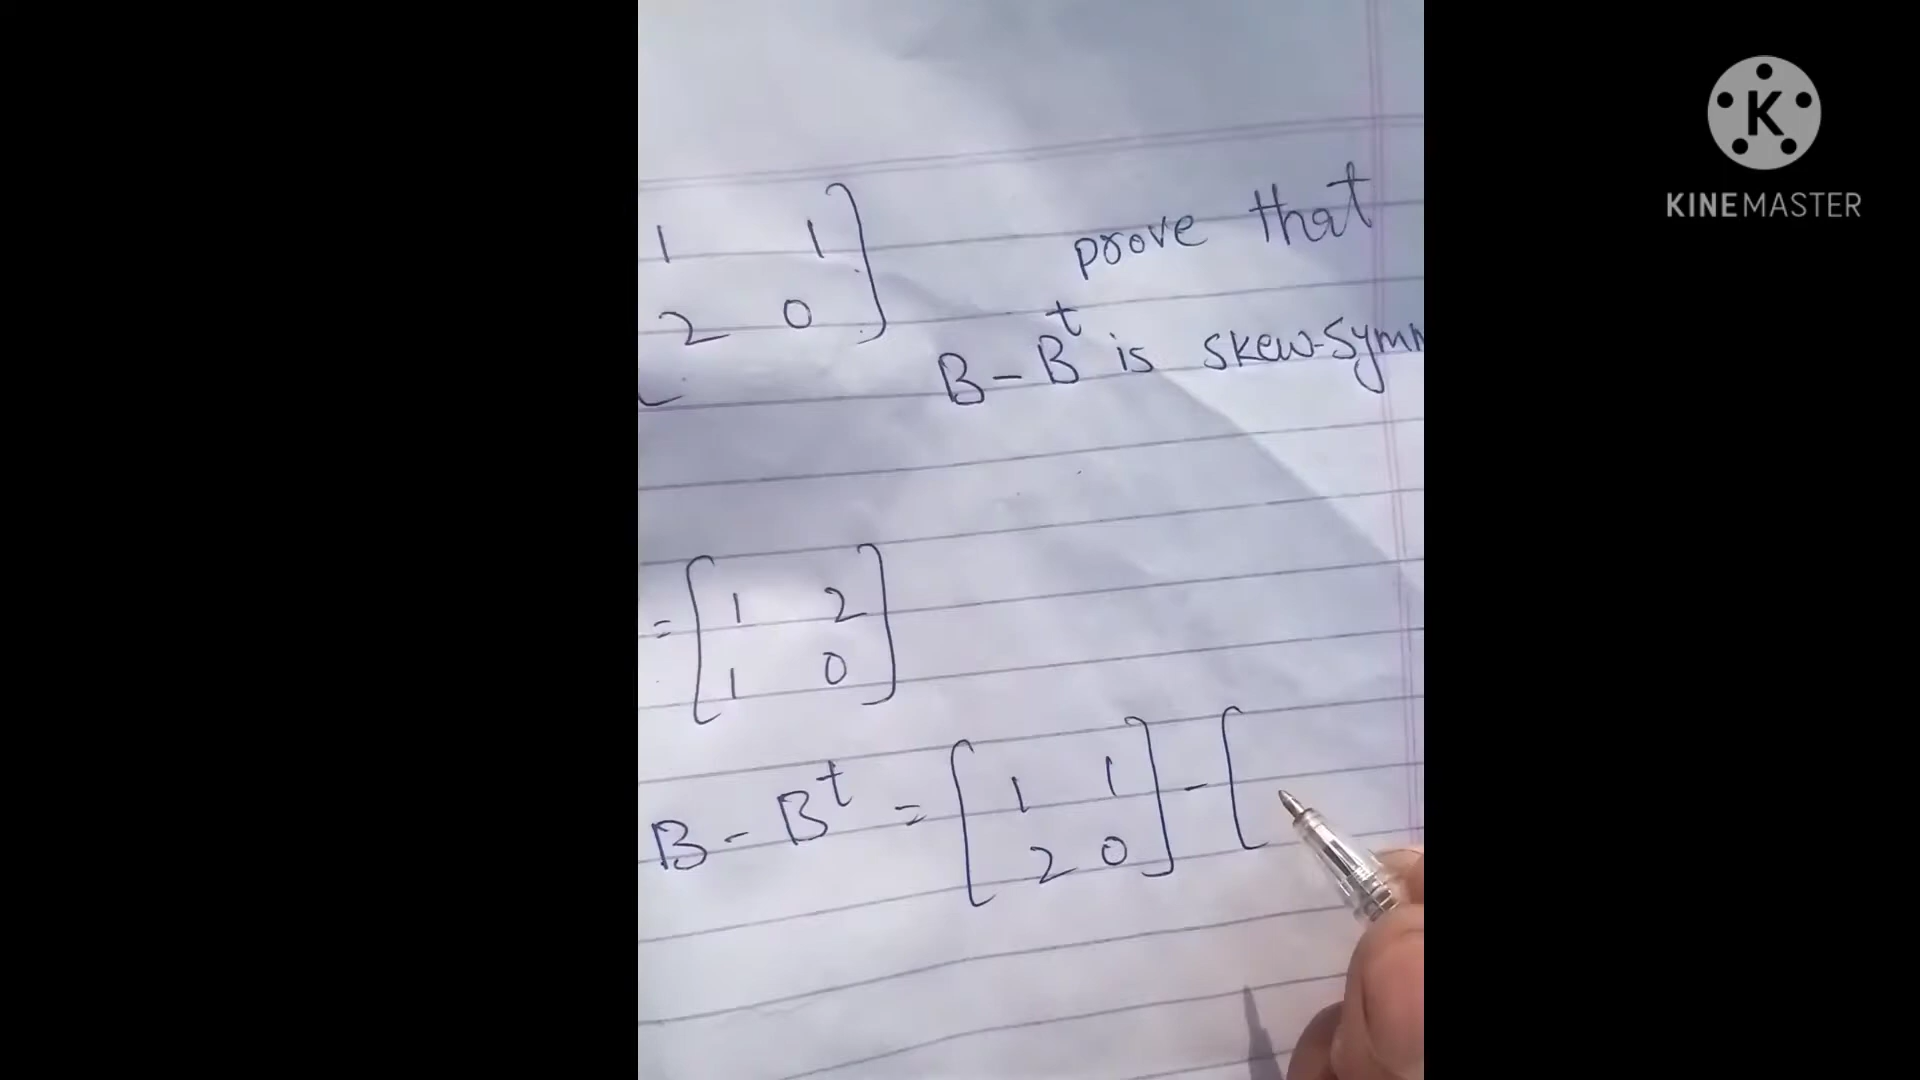 1 1
2 0
prove that
B - B^t is skew-symm
= [1 2
1 0]
B - B^t = [1 1
2 0] - [
K
KINEMASTER